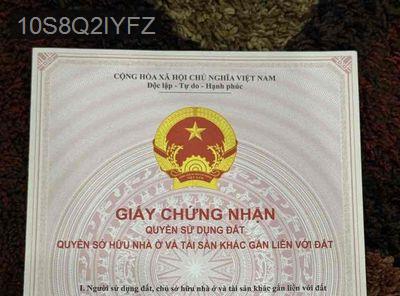 10S8Q2IYFZ
CỘNG HÒA XÃ HỘI CHỦ NGHĨA VIỆT NAM
Độc lập - Tự do - Hạnh phúc
VIỆT NAM
GIẤY CHỨNG NHẬN
QUYỀN SỬ DỤNG ĐẤT
QUYỀN SỞ HỮU NHÀ Ở VÀ TÀI SẢN KHÁC GẮN LIỀN VỚI ĐẤT
I. Người sử dụng đất, chủ sở hữu nhà ở và tài sản khác gắn liền với đất